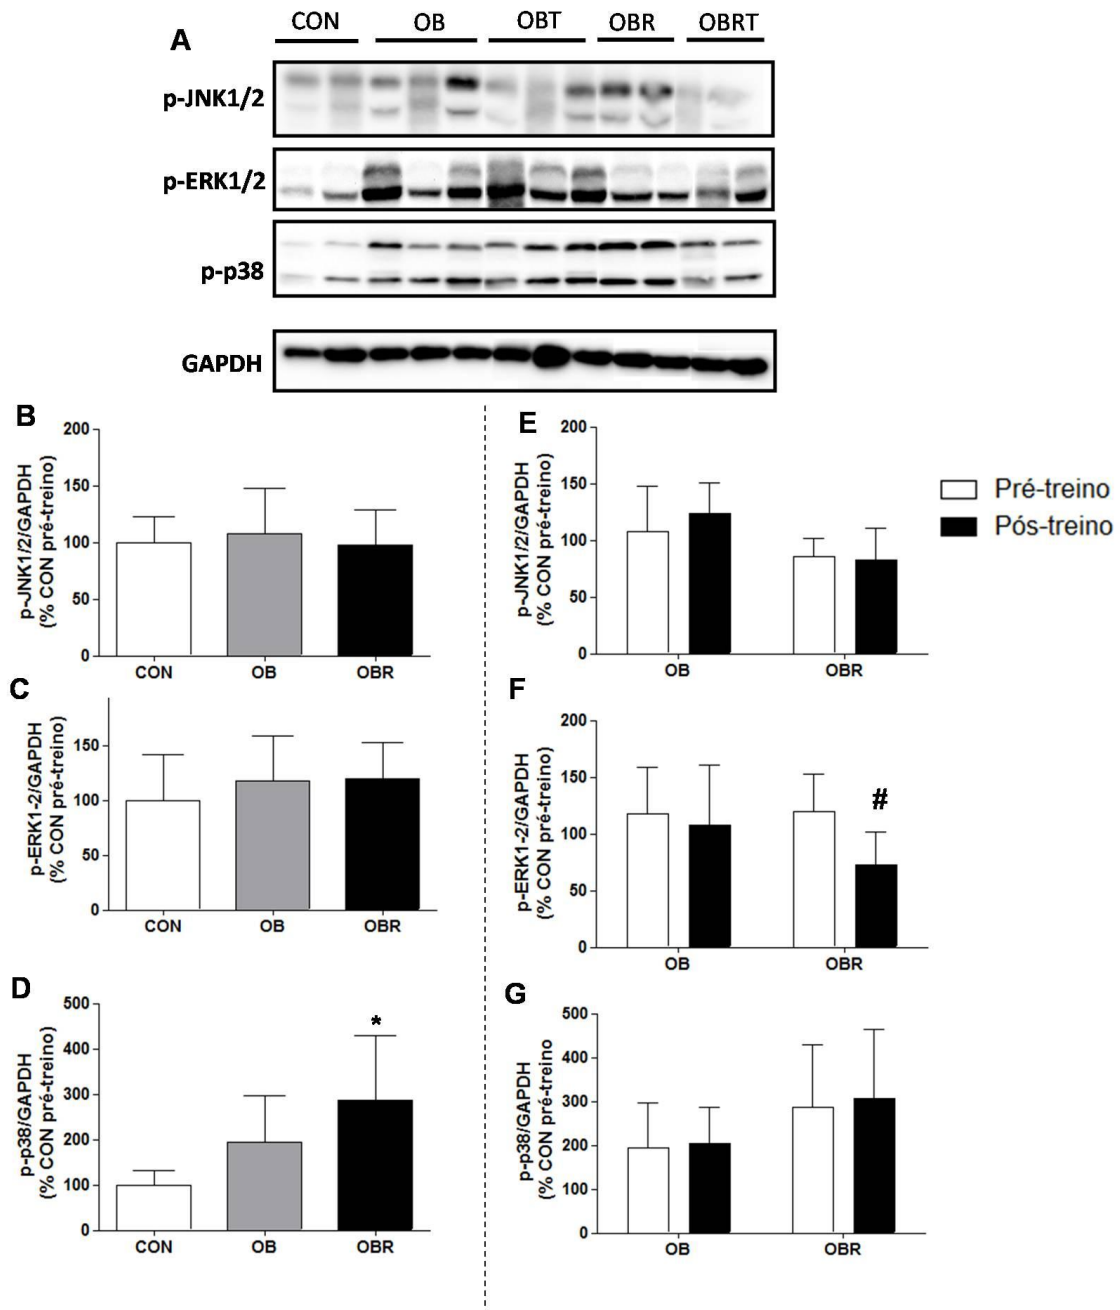 A
CON OB OBT OBR OBRT
p-JNK1/2
p-ERK1/2
p-p38
GAPDH
B
p-JNK1/2/GAPDH
(% CON pré-treino)
200
150
100
50
0
CON OB OBR
E
p-JNK1/2/GAPDH
(% CON pré-treino)
200
150
100
50
0
OB OBR
Pré-treino
Pós-treino
C
p-ERK1-2/GAPDH
(% CON pré-treino)
150
100
50
0
CON OB OBR
F
p-ERK1-2/GAPDH
(% CON pré-treino)
200
150
100
50
0
#
OB OBR
D
p-p38/GAPDH
(% CON pré-treino)
500
400
300
200
100
0
*
CON OB OBR
G
p-p38/GAPDH
(% CON pré-treino
500
400
300
200
100
0
OB OBR